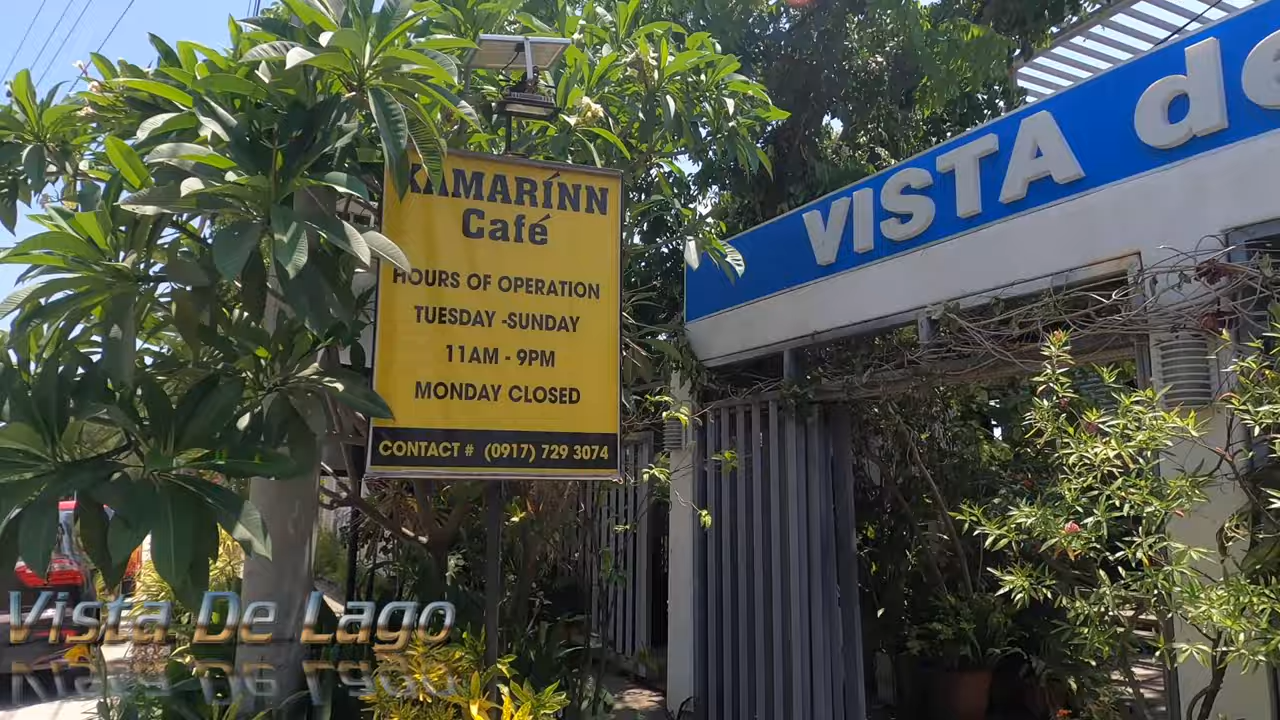 KAMARÍNN
Café
HOURS OF OPERATION
TUESDAY -SUNDAY
11AM - 9PM
MONDAY CLOSED
CONTACT # (0917) 729 3074
VISTA de
Vista De Lago